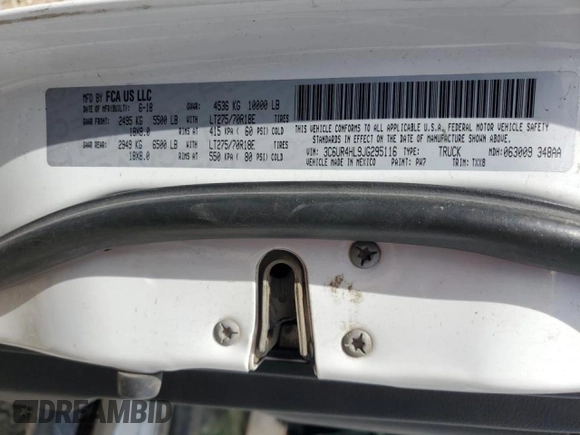 MFD BY FCA US LLC
DATE OF MFR(BUILT): 6-18 GVWR: 4536 KG 10000 LB
GAWR FRONT: 2495 KG 5500 LB WITH LT275/70R18E TIRES
18X8.0 RIMS AT 415 KPA ( 60 PSI) COLD
GAWR REAR: 2949 KG 6500 LB WITH LT275/70R18E TIRES
18X8.0 RIMS AT 550 KPA ( 80 PSI) COLD
THIS VEHICLE CONFORMS TO ALL APPLICABLE U.S.A. FEDERAL MOTOR VEHICLE SAFETY
STANDARDS IN EFFECT ON THE DATE OF MANUFACTURE SHOWN ABOVE.
VIN: 3C6UR4HL9JG295116 TYPE: TRUCK MDH: 063009 348AA
VEHICLE MADE IN MEXICO PAINT: PW7 TRIM: TXX8
DREAMBID